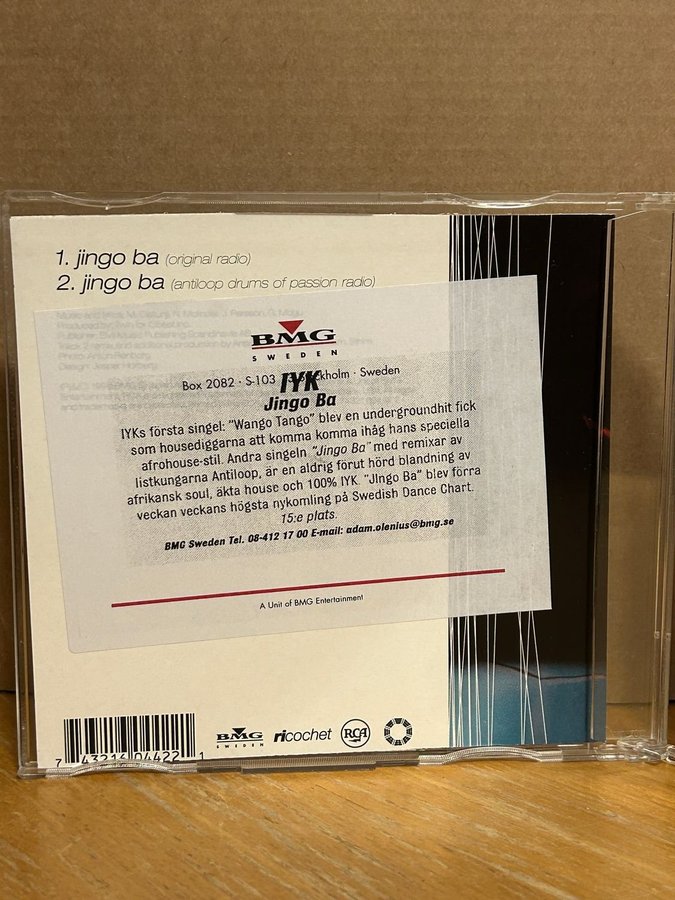 1. jingo ba (original radio)
2. jingo ba (antiloop drums of passion radio)
BMG
SWEDEN
Box 2082 · S-103 Stockholm · Sweden
IYK
Jingo Ba
IYKs första singel: "Wango Tango" blev en undergroundhit fick
som housediggarna att komma komma ihåg hans speciella
afrohouse-stil. Andra singeln "Jingo Ba" med remixar av
listkungarna Antiloop, är en aldrig förut hörd blandning av
afrikansk soul, äkta house och 100% IYK. "JIngo Ba" blev förra
veckan veckans högsta nykomling på Swedish Dance Chart.
15:e plats.
BMG Sweden Tel. 08-412 17 00 E-mail: adam.olenius@bmg.se
A Unit of BMG Entertainment
BMG SWEDEN ricochet RCA
7 43216 04422 1